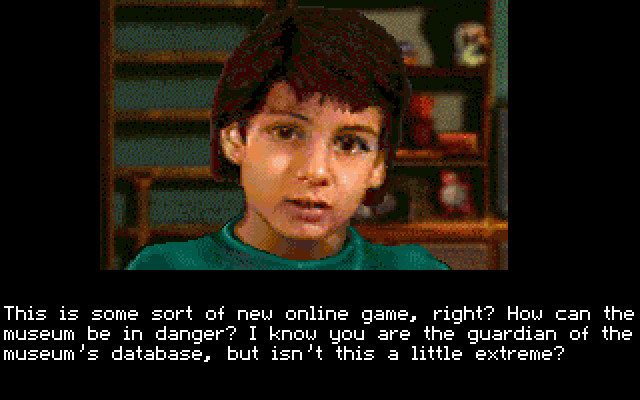 This is some sort of new online game, right? How can the
museum be in danger? I know you are the guardian of the
museum's database, but isn't this a little extreme?